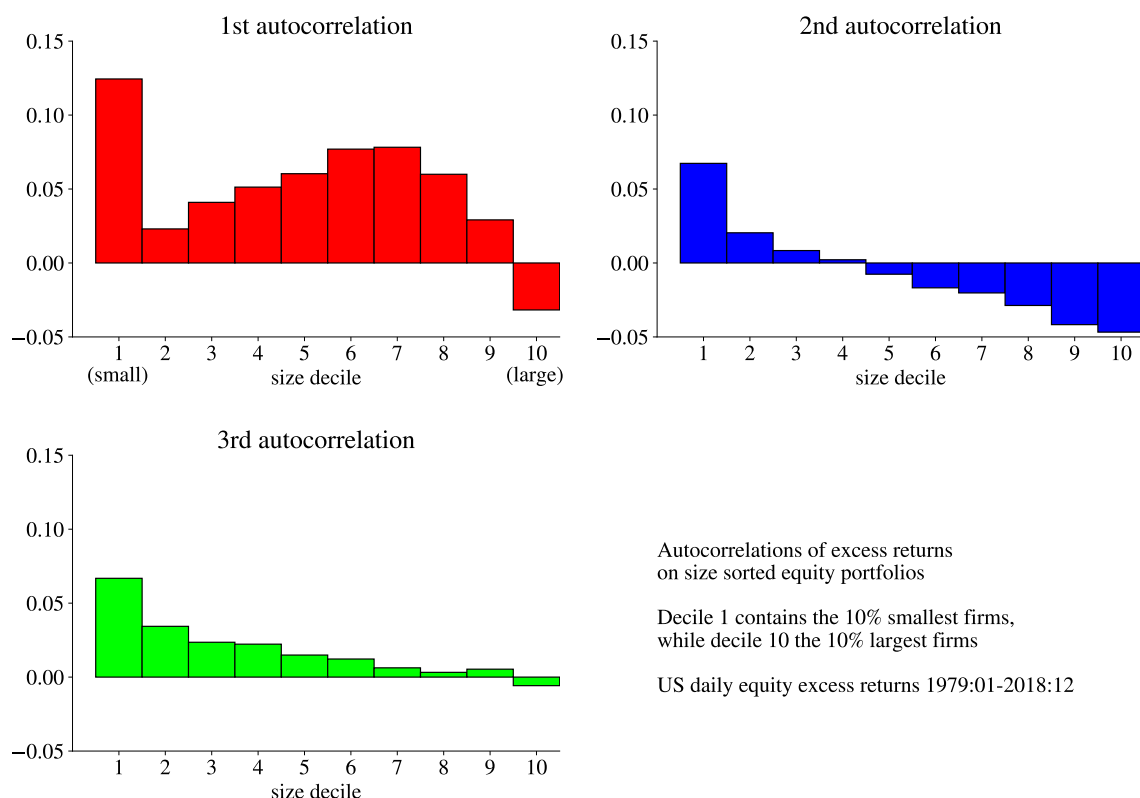 1st autocorrelation
0.15
0.10
0.05
0.00
−0.05
1 2 3 4 5 6 7 8 9 10
(small) size decile (large)
2nd autocorrelation
0.15
0.10
0.05
0.00
−0.05
1 2 3 4 5 6 7 8 9 10
size decile
3rd autocorrelation
0.15
0.10
0.05
0.00
−0.05
1 2 3 4 5 6 7 8 9 10
size decile
Autocorrelations of excess returns
on size sorted equity portfolios
Decile 1 contains the 10% smallest firms,
while decile 10 the 10% largest firms
US daily equity excess returns 1979:01-2018:12